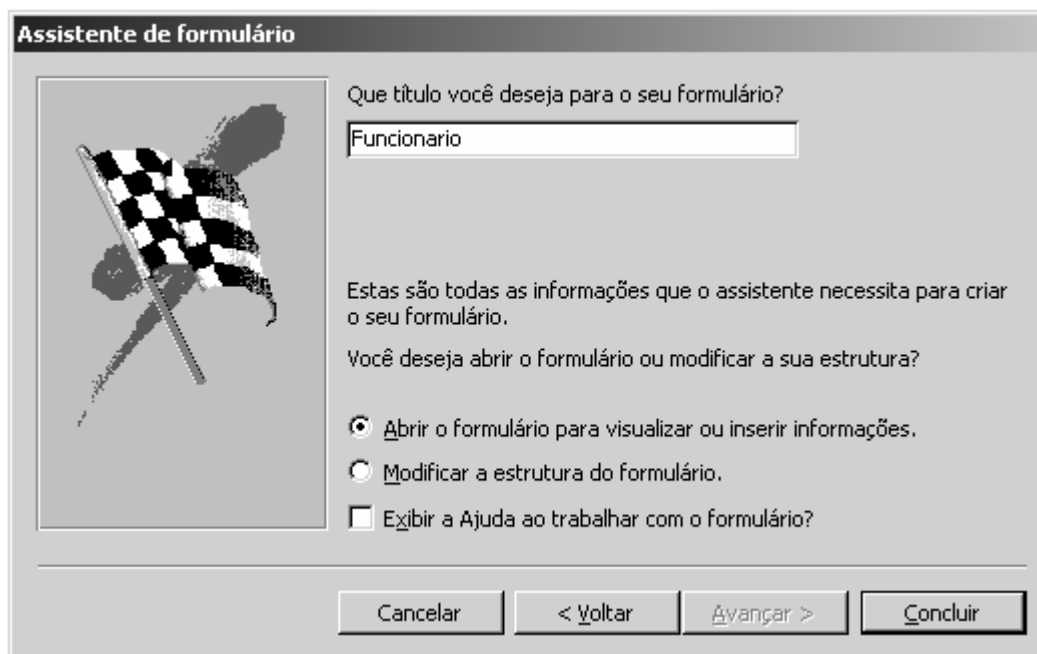 Assistente de formulário
Que título você deseja para o seu formulário?
Funcionario
Estas são todas as informações que o assistente necessita para criar
o seu formulário.
Você deseja abrir o formulário ou modificar a sua estrutura?
Abrir o formulário para visualizar ou inserir informações.
Modificar a estrutura do formulário.
Exibir a Ajuda ao trabalhar com o formulário?
Cancelar
< Voltar
Avançar >
Concluir